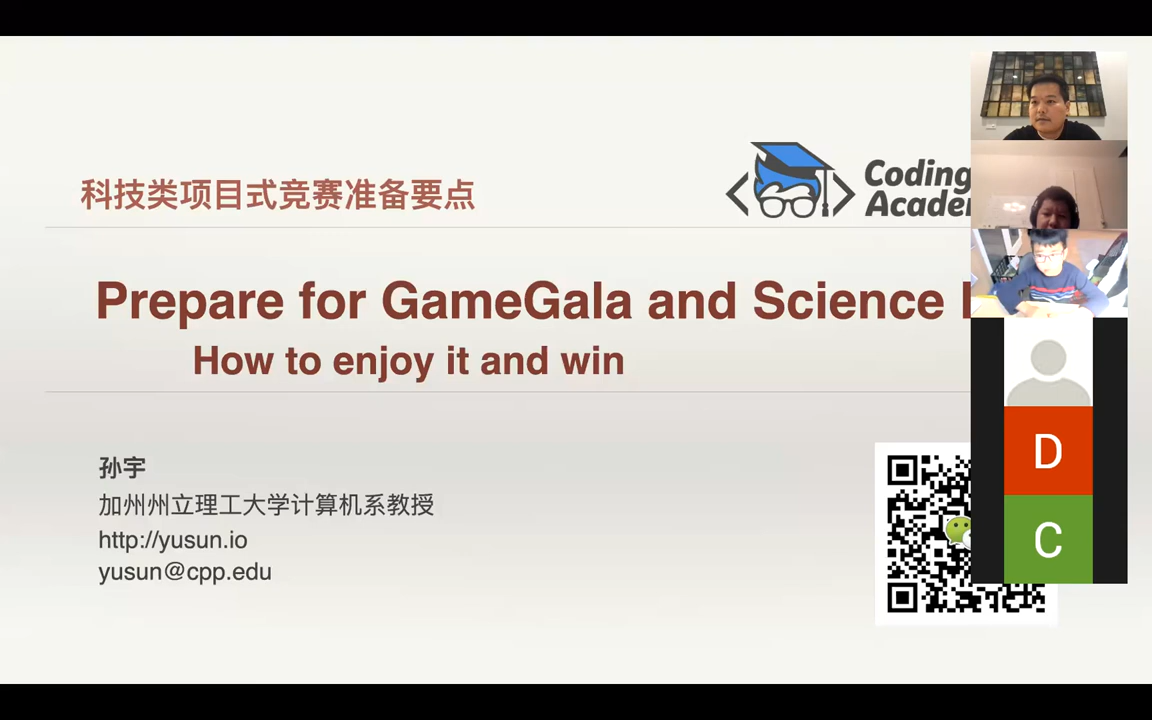 科技类项目式竞赛准备要点
Coding
Acade
Prepare for GameGala and Science
How to enjoy it and win
孙宇
加州州立理工大学计算机系教授
http://yusun.io
yusun@cpp.edu
D
C